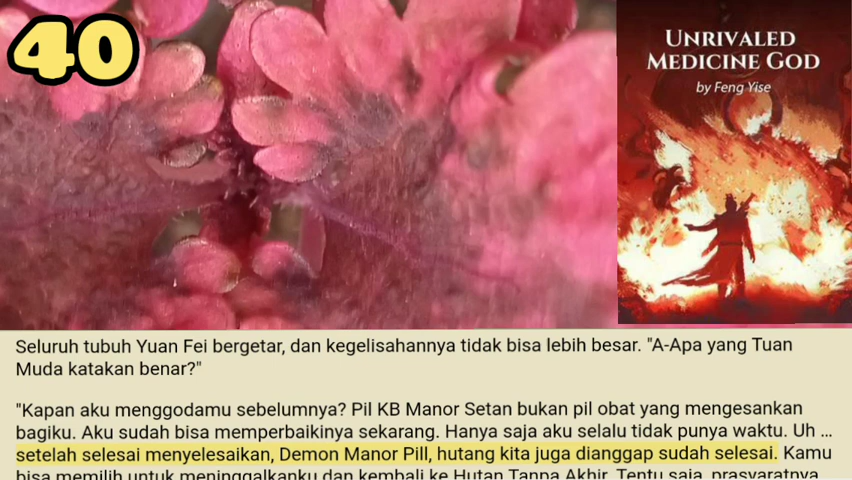 40
UNRIVALED
MEDICINE GOD
by Feng Yise
Seluruh tubuh Yuan Fei bergetar, dan kegelisahannya tidak bisa lebih besar. "A-Apa yang Tuan
Muda katakan benar?"
"Kapan aku menggodamu sebelumnya? Pil KB Manor Setan bukan pil obat yang mengesankan
bagiku. Aku sudah bisa memperbaikinya sekarang. Hanya saja aku selalu tidak punya waktu. Uh ...
setelah selesai menyelesaikan, Demon Manor Pill, hutang kita juga dianggap sudah selesai. Kamu
bisa memilih untuk meninggalkanku dan kembali ke Hutan Tanpa Akhir. Tentu saja, prasyaratnya